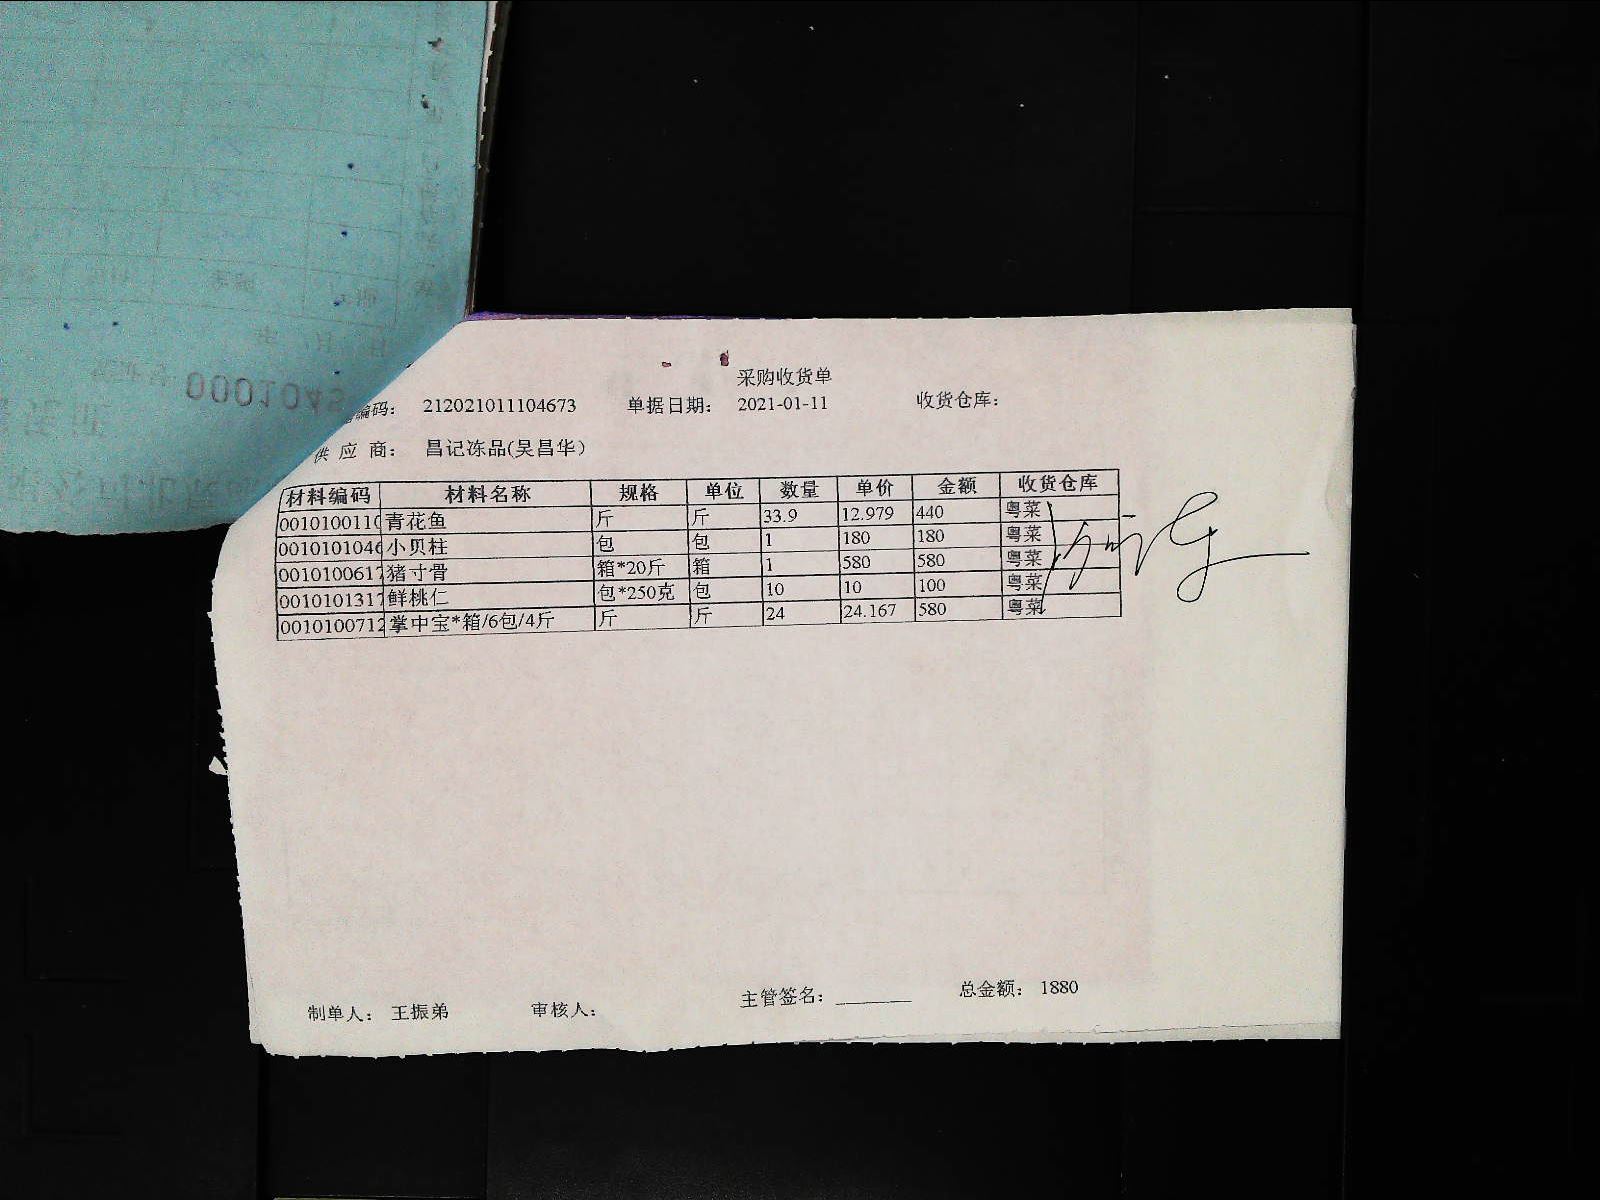 0001045
采购收货单
编码： 212021011104673 单据日期： 2021-01-11 收货仓库：
供 应 商： 昌记冻品(吴昌华)
材料编码 材料名称 规格 单位 数量 单价 金额 收货仓库
0010100110 青花鱼 斤 斤 33.9 12.979 440 粤菜
0010101046 小贝柱 包 包 1 180 180 粤菜
0010100617 猪寸骨 箱*20斤 箱 1 580 580 粤菜
0010101317 鲜桃仁 包*250克 包 10 10 100 粤菜
0010100712 掌中宝*箱/6包/4斤 斤 斤 24 24.167 580 粤菜
制单人： 王振弟 审核人： 主管签名：________ 总金额： 1880